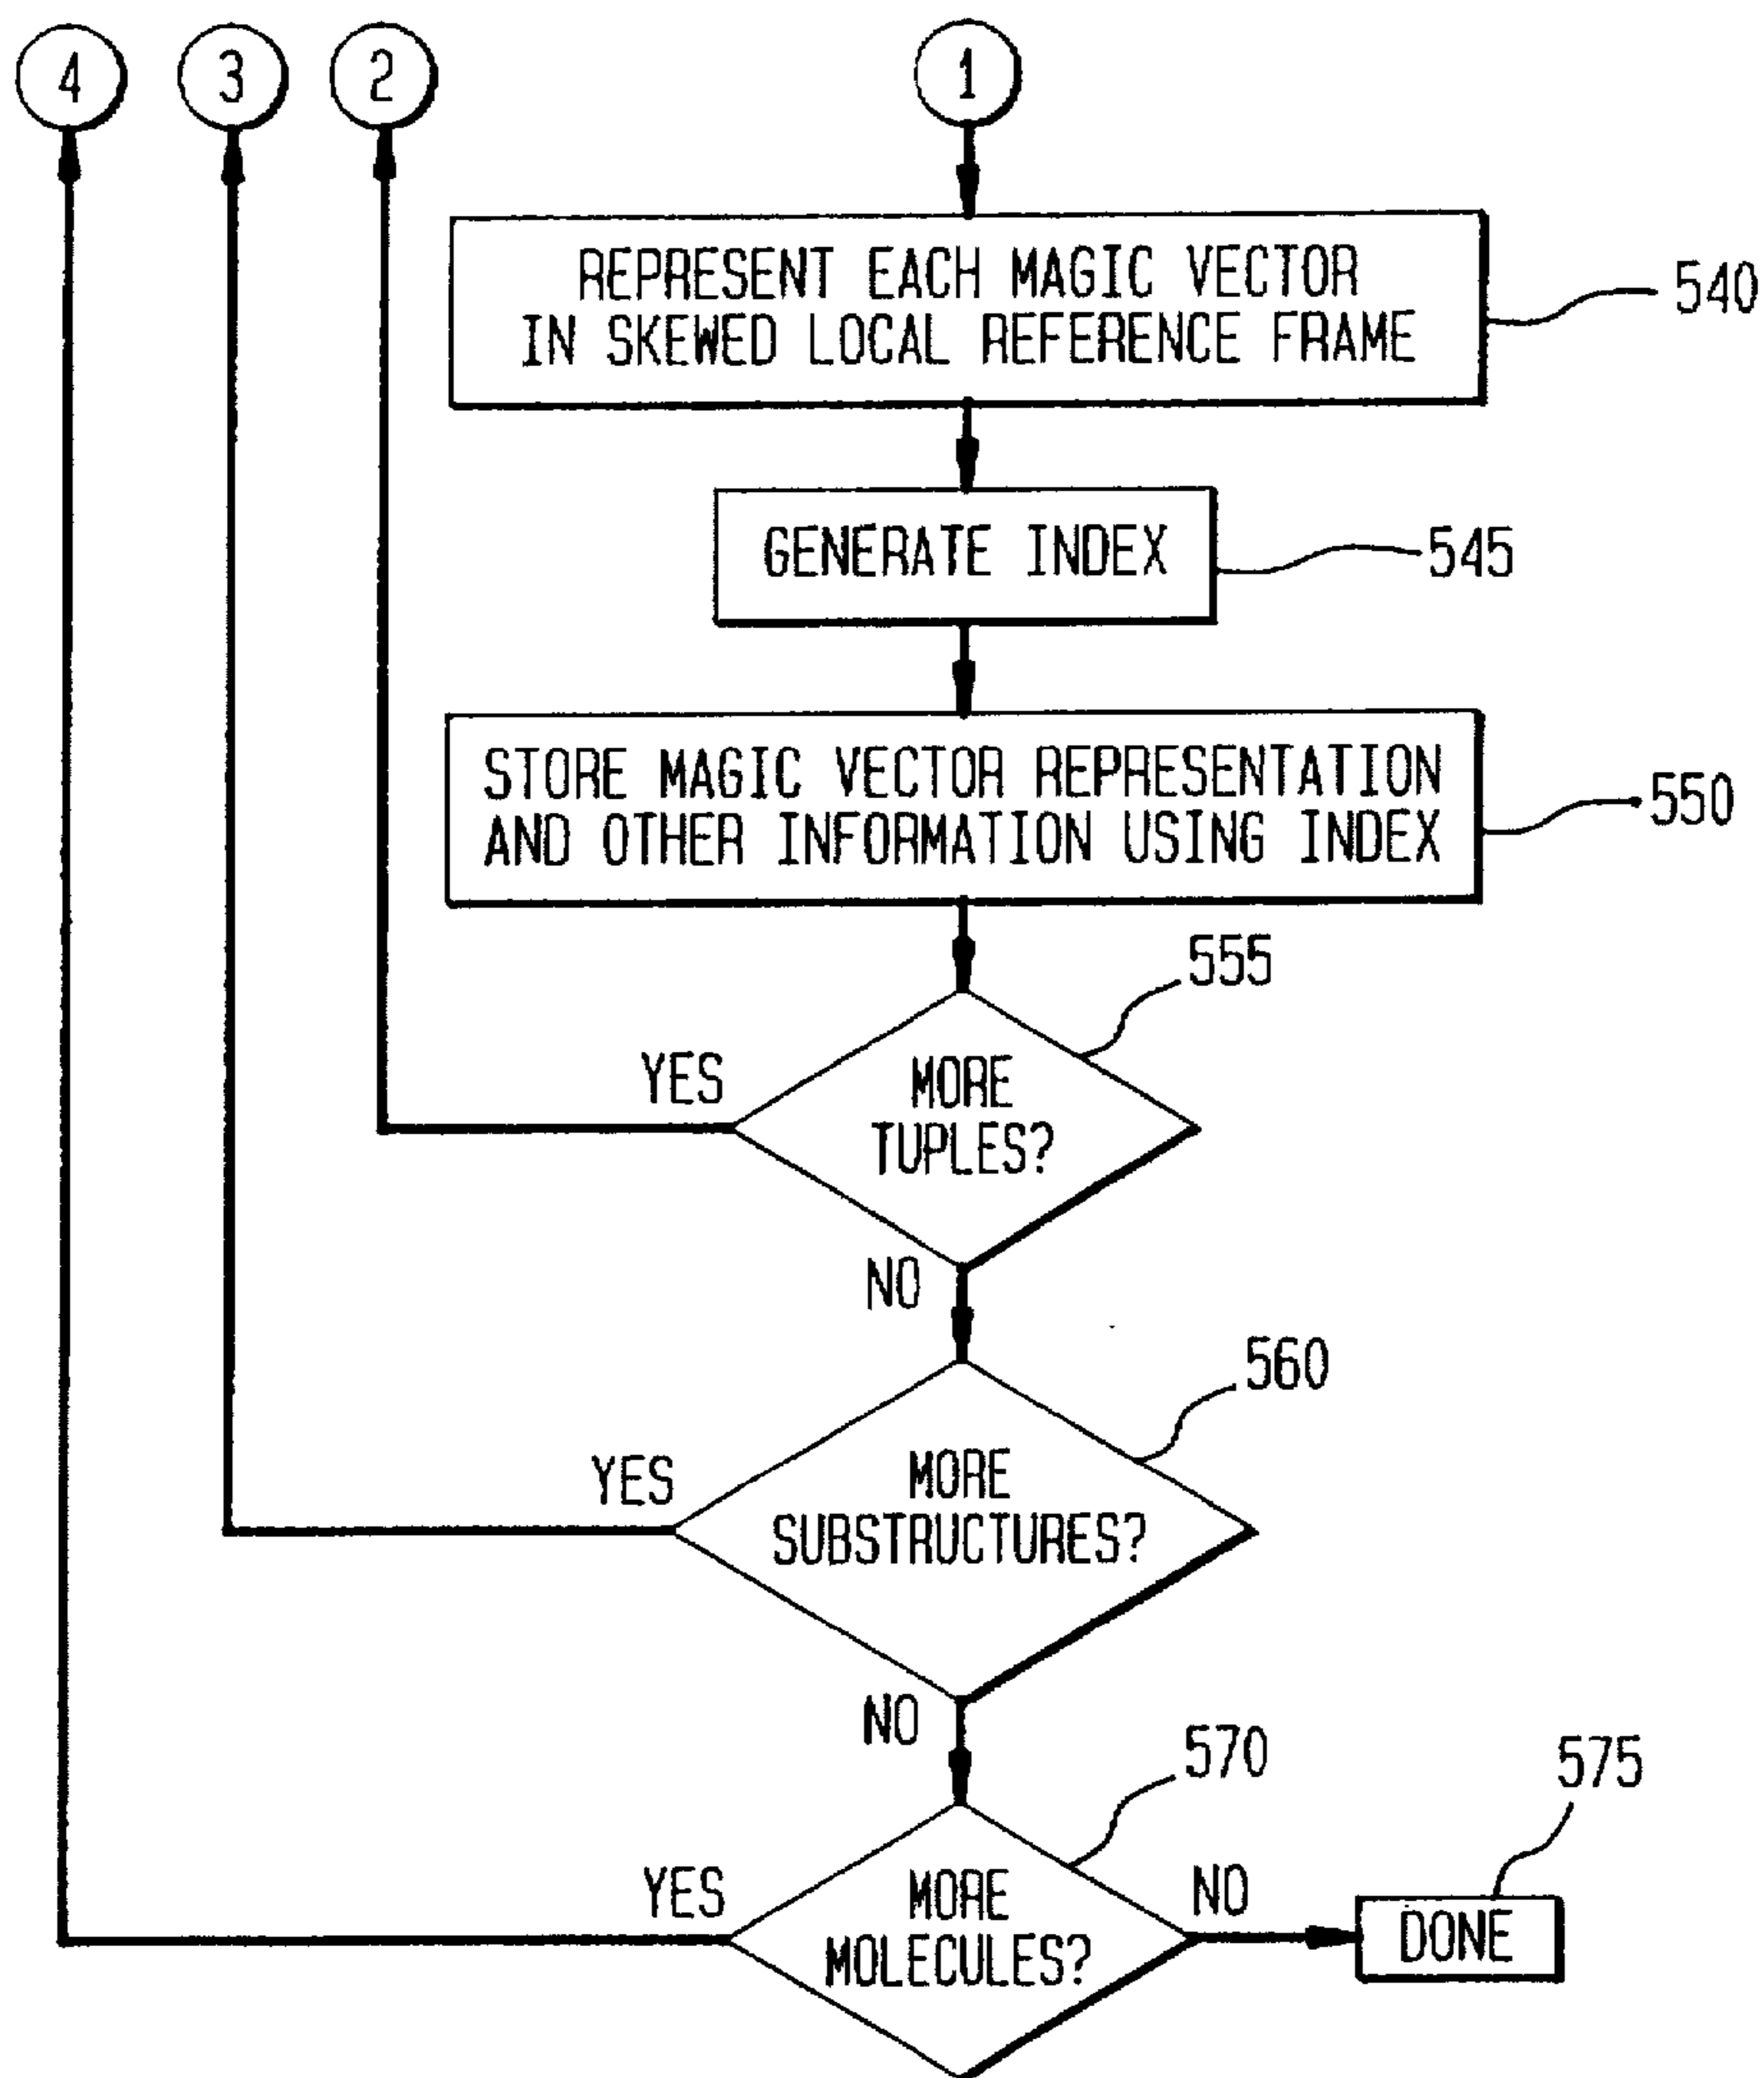 4
3
2
1
REPRESENT EACH MAGIC VECTOR
IN SKEWED LOCAL REFERENCE FRAME
540
GENERATE INDEX
545
STORE MAGIC VECTOR REPRESENTATION
AND OTHER INFORMATION USING INDEX
550
555
YES
MORE
TUPLES?
NO
560
YES
MORE
SUBSTRUCTURES?
NO
570
575
YES
MORE
MOLECULES?
NO
DONE